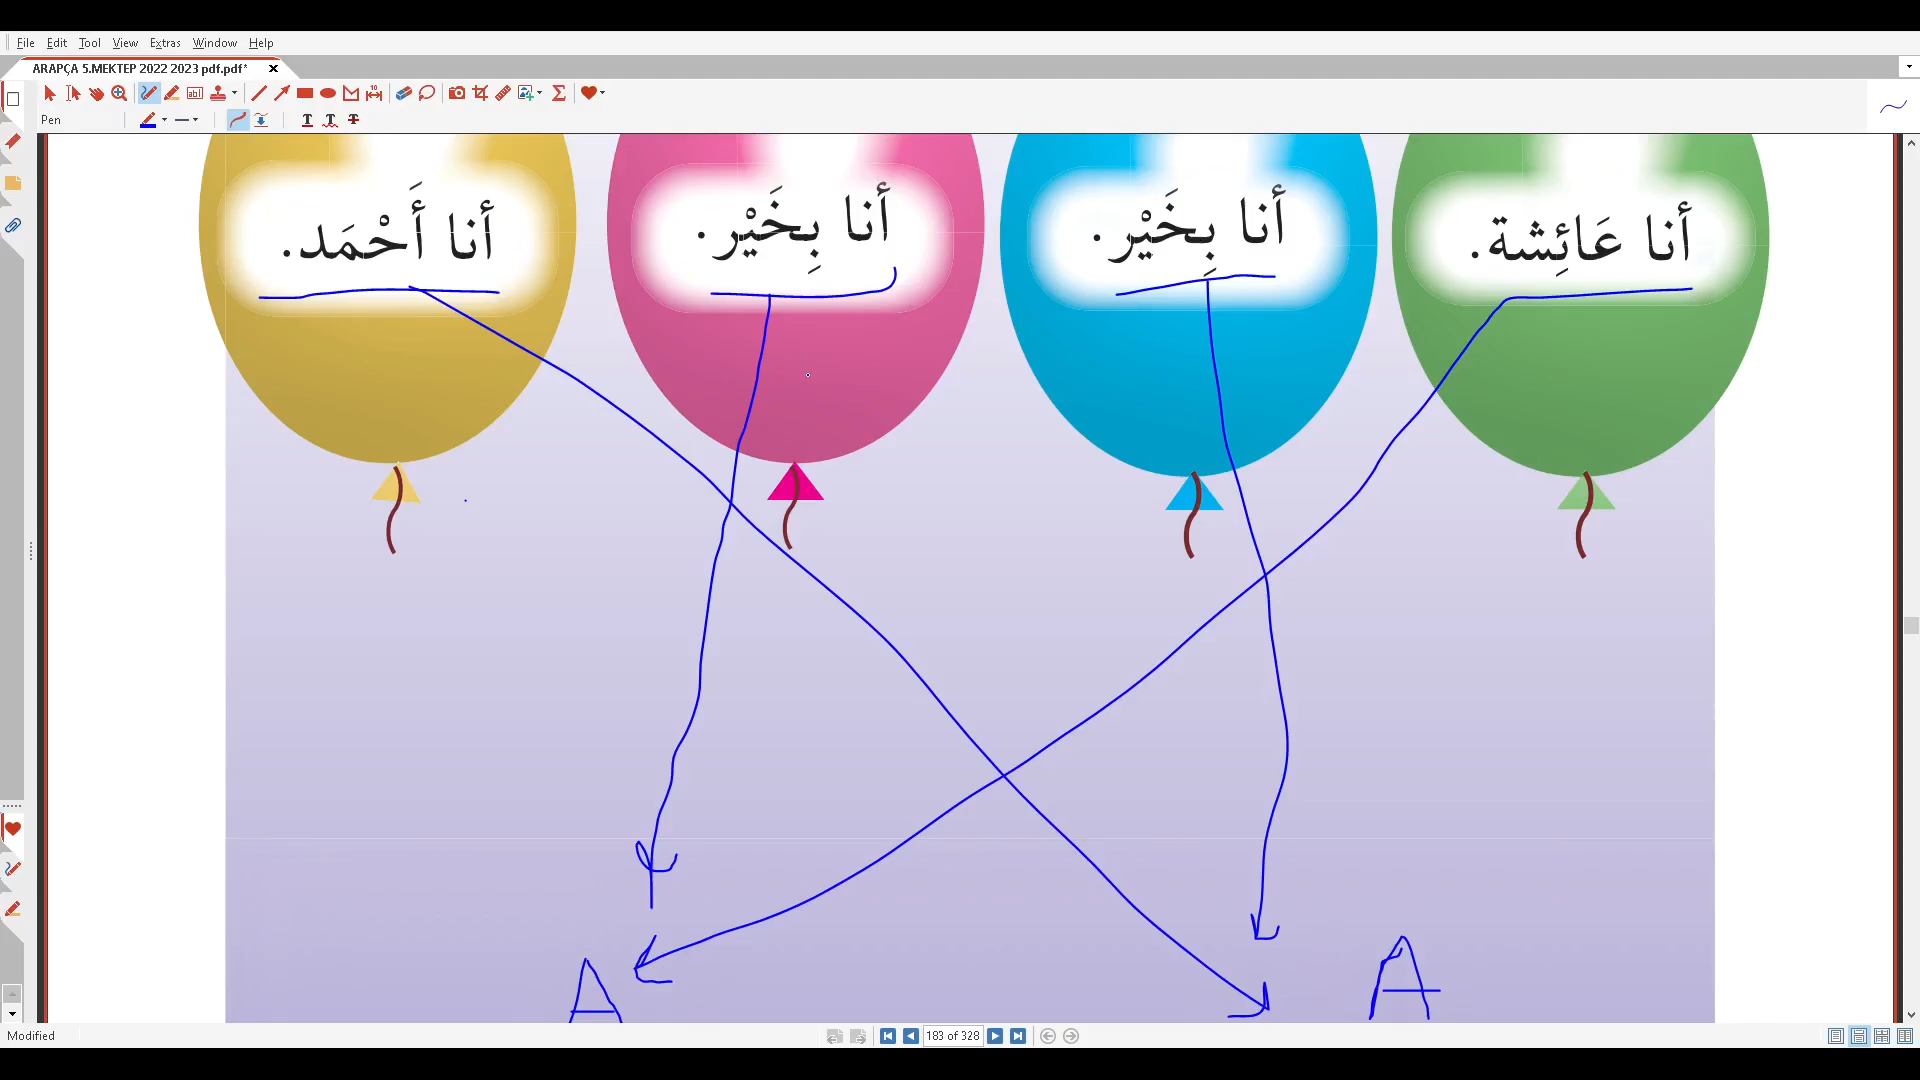 File Edit Tool View Extras Window Help
ARAPÇA 5.MEKTEP 2022 2023 pdf.pdf*
Pen
أنا أَحْمَد.
أنا بِخَيْر.
أنا بِخَيْر.
أنا عَائِشة.
A
A
Modified
183 of 328